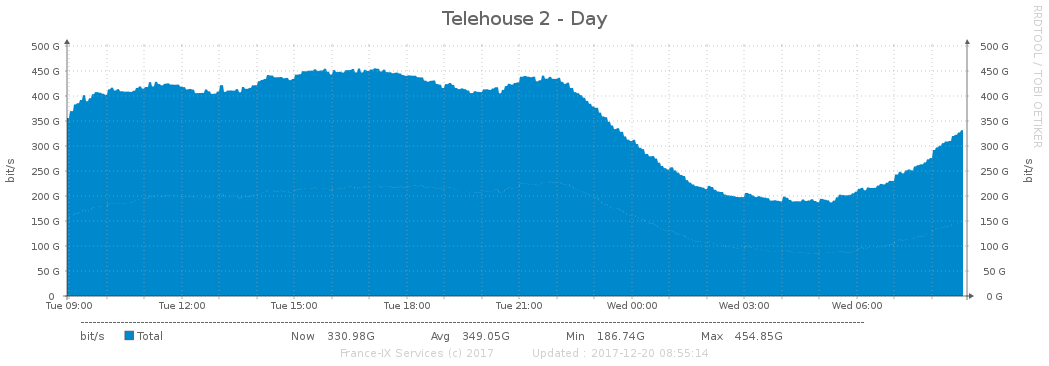 Telehouse 2 - Day
RRDTOOL / TOBI OETIKER
bit/s
bit/s
500 G 500 G
450 G 450 G
400 G 400 G
350 G 350 G
300 G 300 G
250 G 250 G
200 G 200 G
150 G 150 G
100 G 100 G
50 G 50 G
0 0 G
Tue 09:00 Tue 12:00 Tue 15:00 Tue 18:00 Tue 21:00 Wed 00:00 Wed 03:00 Wed 06:00
bit/s Total Now 330.98G Avg 349.05G Min 186.74G Max 454.85G
France-IX Services (c) 2017 Updated : 2017-12-20 08:55:14